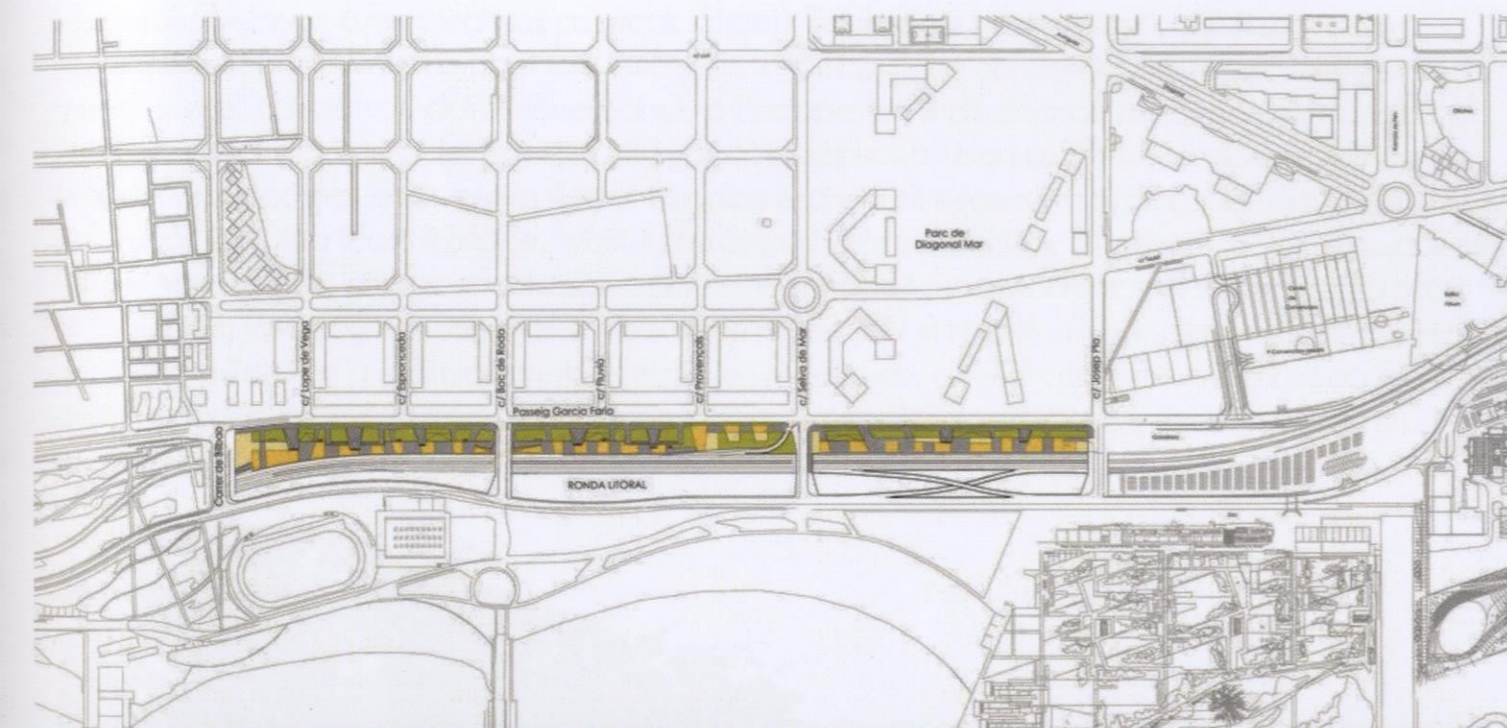 Parc de
Diagonal Mar
c/ Lope de Vega
c/ Espronceda
c/ Bac de Roda
c/ Fluvià
c/ Provençals
c/ Selva de Mar
c/ Josep Pla
Passeig Garcia Faria
Carrer de Bilbao
RONDA LITORAL